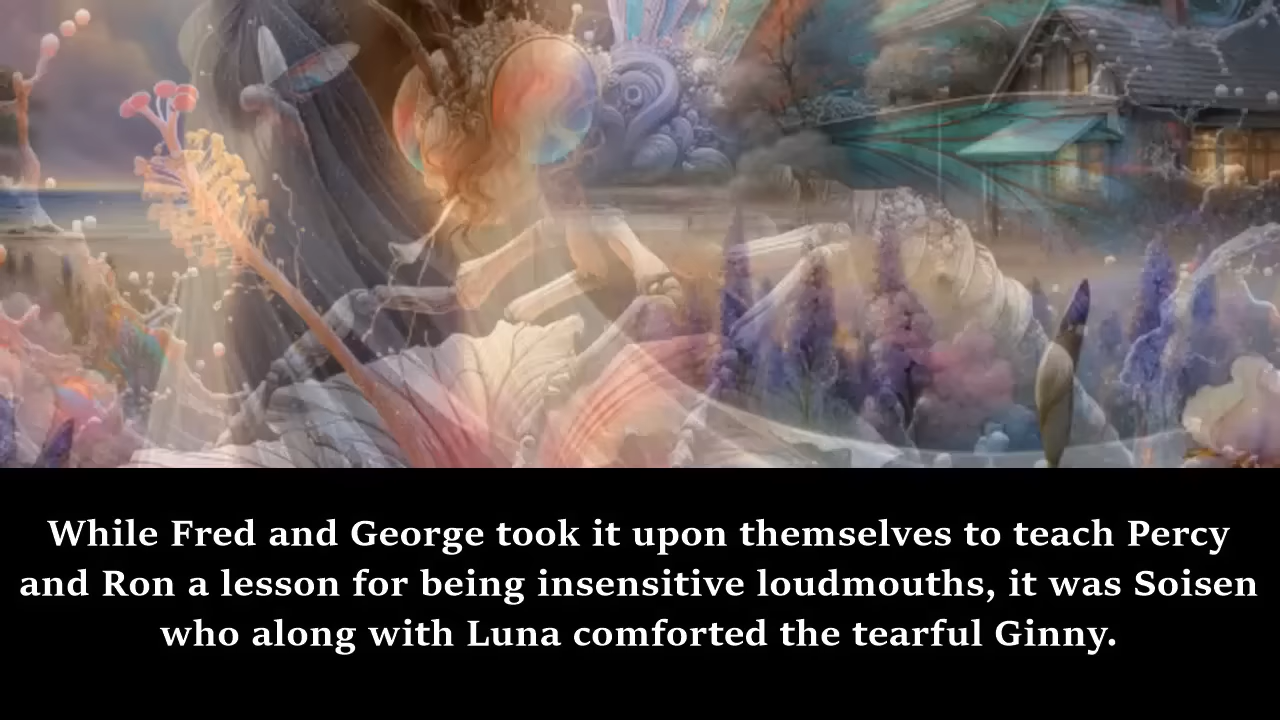 While Fred and George took it upon themselves to teach Percy
and Ron a lesson for being insensitive loudmouths, it was Soisen
who along with Luna comforted the tearful Ginny.